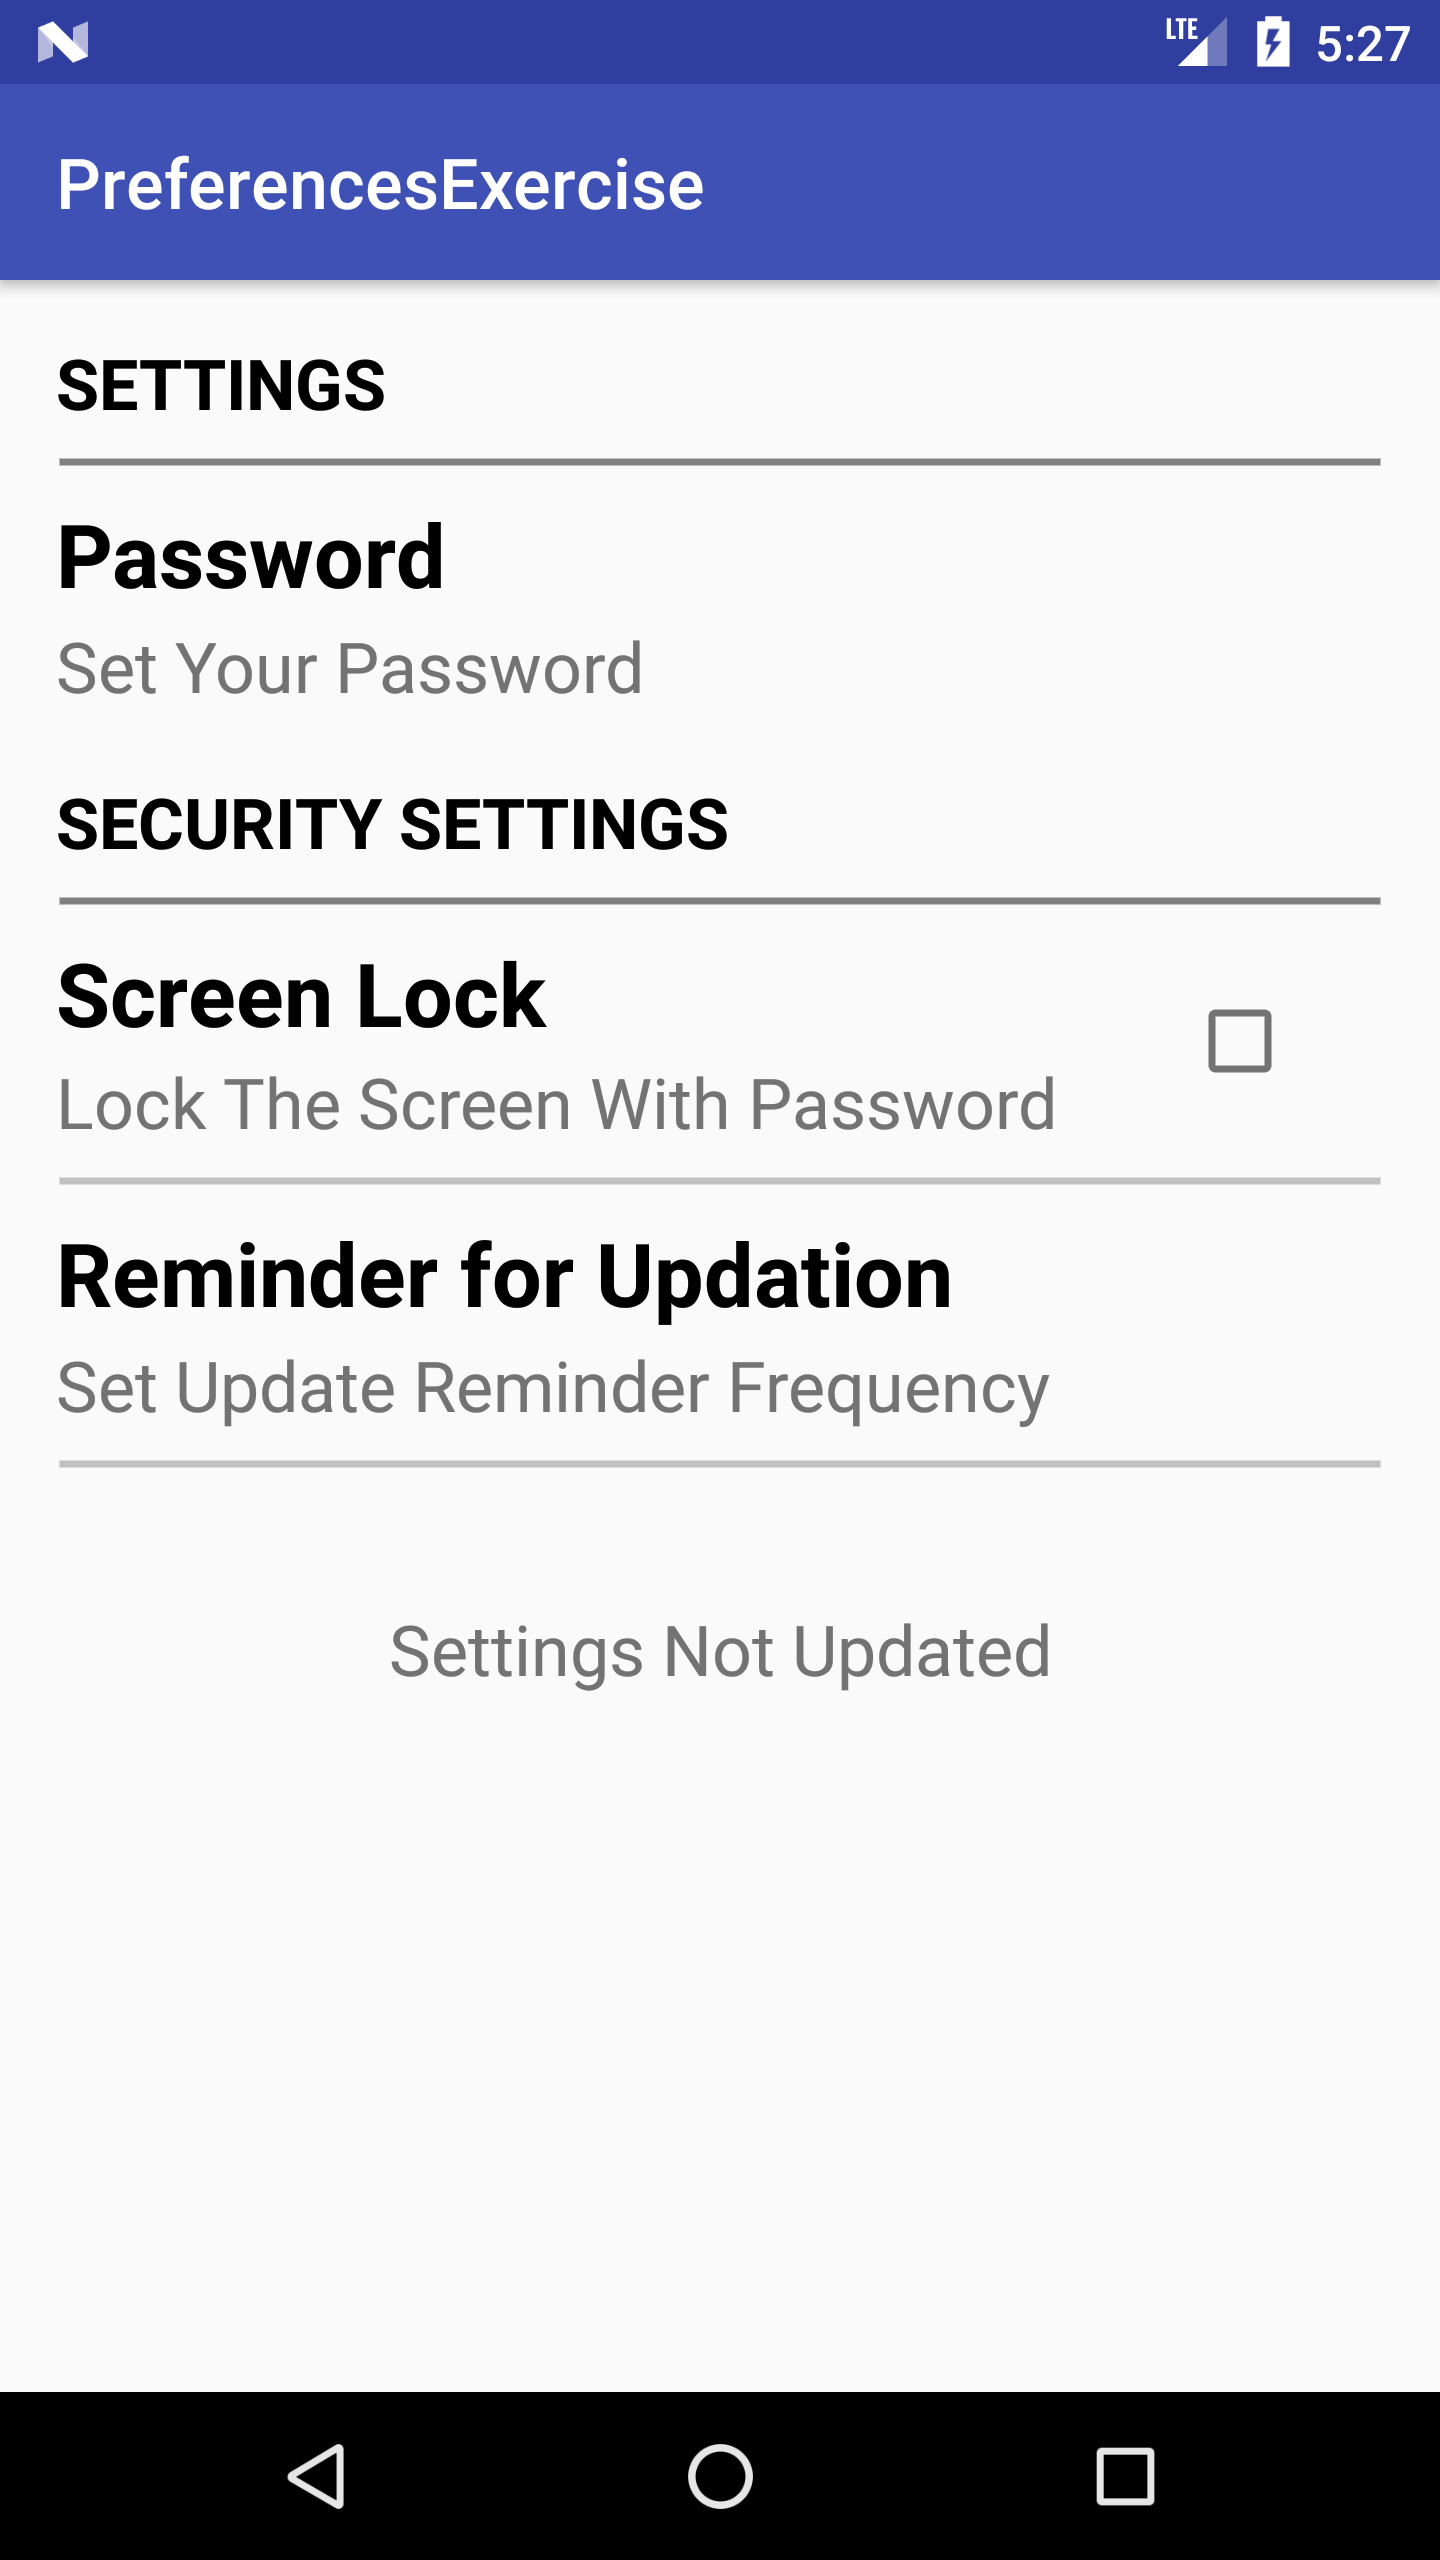 LTE 5:27
PreferencesExercise
SETTINGS
Password
Set Your Password
SECURITY SETTINGS
Screen Lock
Lock The Screen With Password
Reminder for Updation
Set Update Reminder Frequency
Settings Not Updated